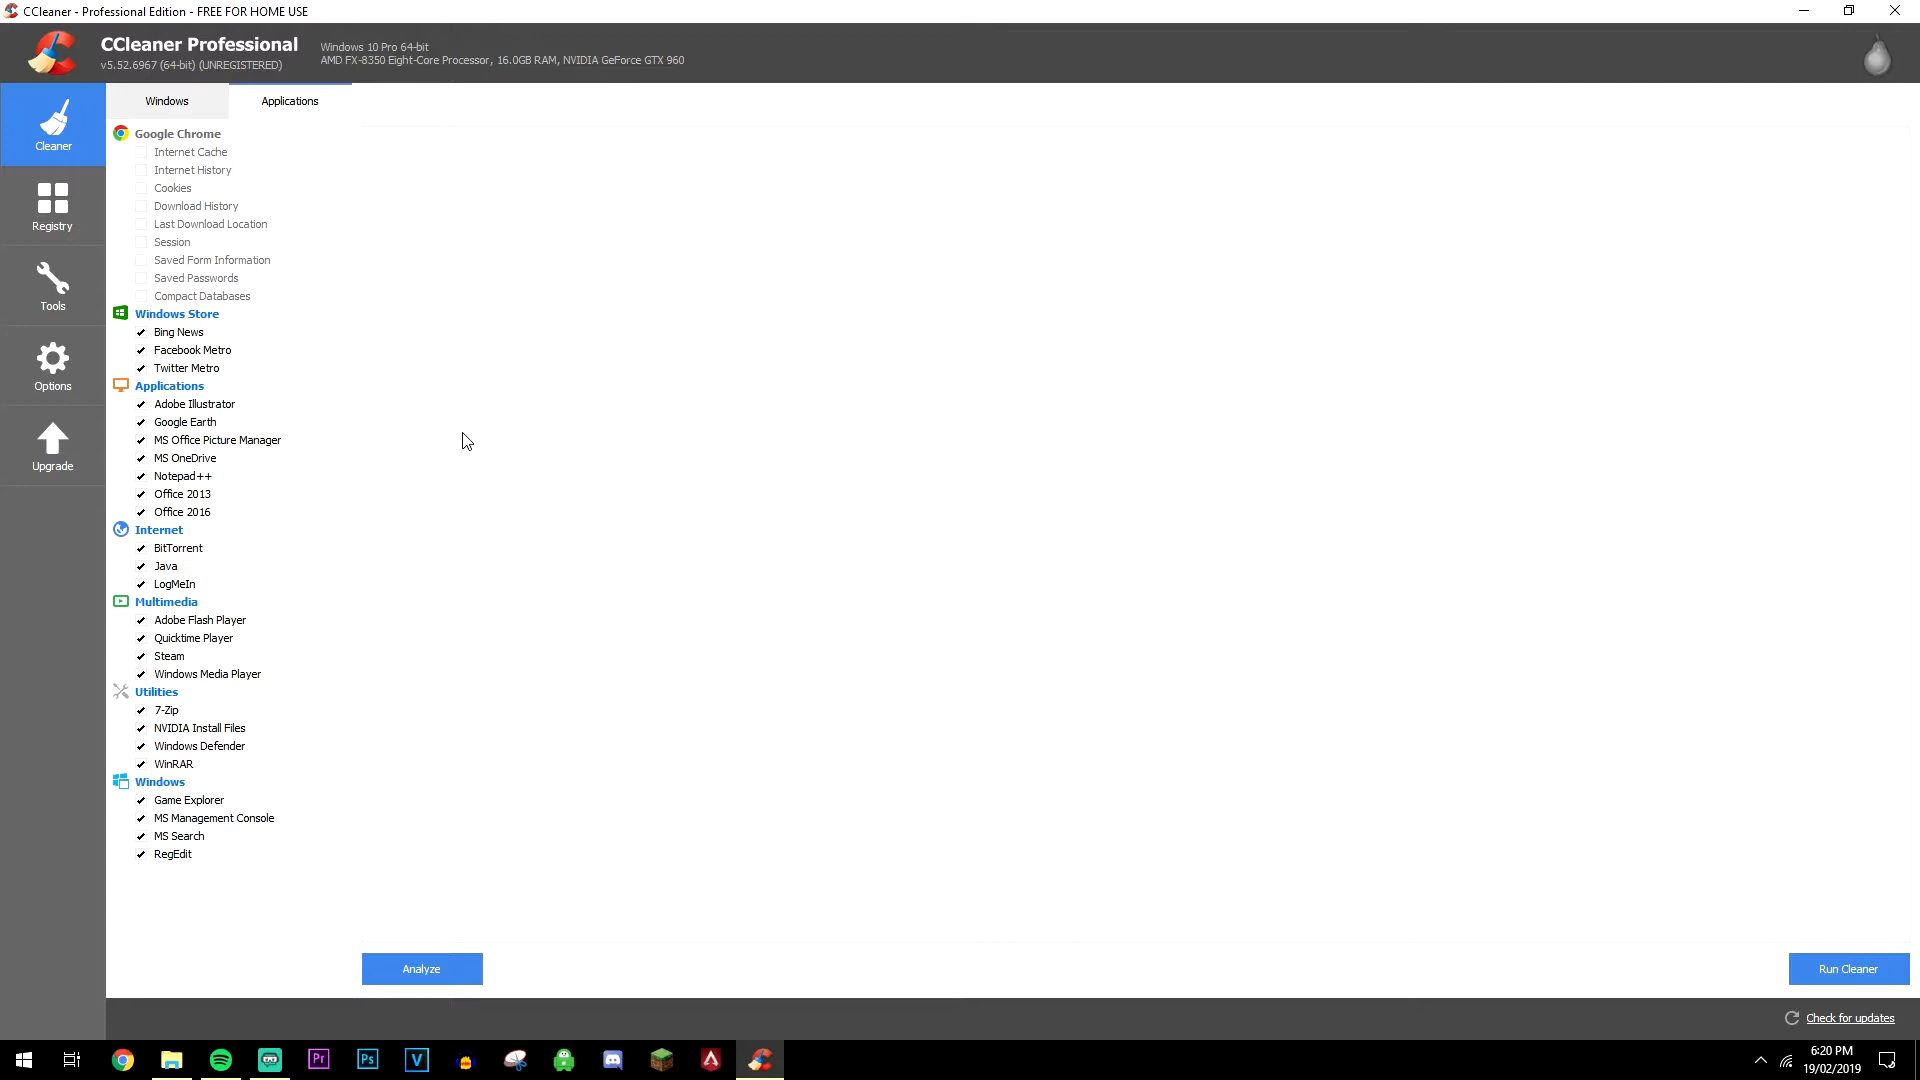 CCleaner - Professional Edition - FREE FOR HOME USE
CCleaner Professional
v5.52.6967 (64-bit) (UNREGISTERED)
Windows 10 Pro 64-bit
AMD FX-8350 Eight-Core Processor, 16.0GB RAM, NVIDIA GeForce GTX 960
Cleaner
Registry
Tools
Options
Upgrade
Windows
Applications
Google Chrome
Internet Cache
Internet History
Cookies
Download History
Last Download Location
Session
Saved Form Information
Saved Passwords
Compact Databases
Windows Store
Bing News
Facebook Metro
Twitter Metro
Applications
Adobe Illustrator
Google Earth
MS Office Picture Manager
MS OneDrive
Notepad++
Office 2013
Office 2016
Internet
BitTorrent
Java
LogMeIn
Multimedia
Adobe Flash Player
Quicktime Player
Steam
Windows Media Player
Utilities
7-Zip
NVIDIA Install Files
Windows Defender
WinRAR
Windows
Game Explorer
MS Management Console
MS Search
RegEdit
Analyze
Run Cleaner
Check for updates
Pr
Ps
V
6:20 PM
19/02/2019